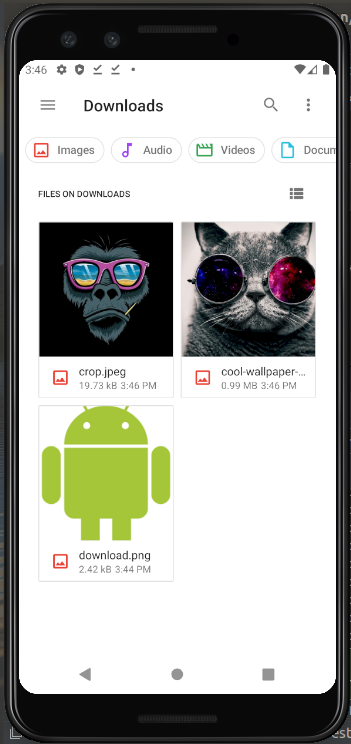 3:46
Downloads
Images
Audio
Videos
Docum
FILES ON DOWNLOADS
crop.jpeg
19.73 kB 3:46 PM
cool-wallpaper-...
0.99 MB 3:46 PM
download.png
2.42 kB 3:44 PM
est